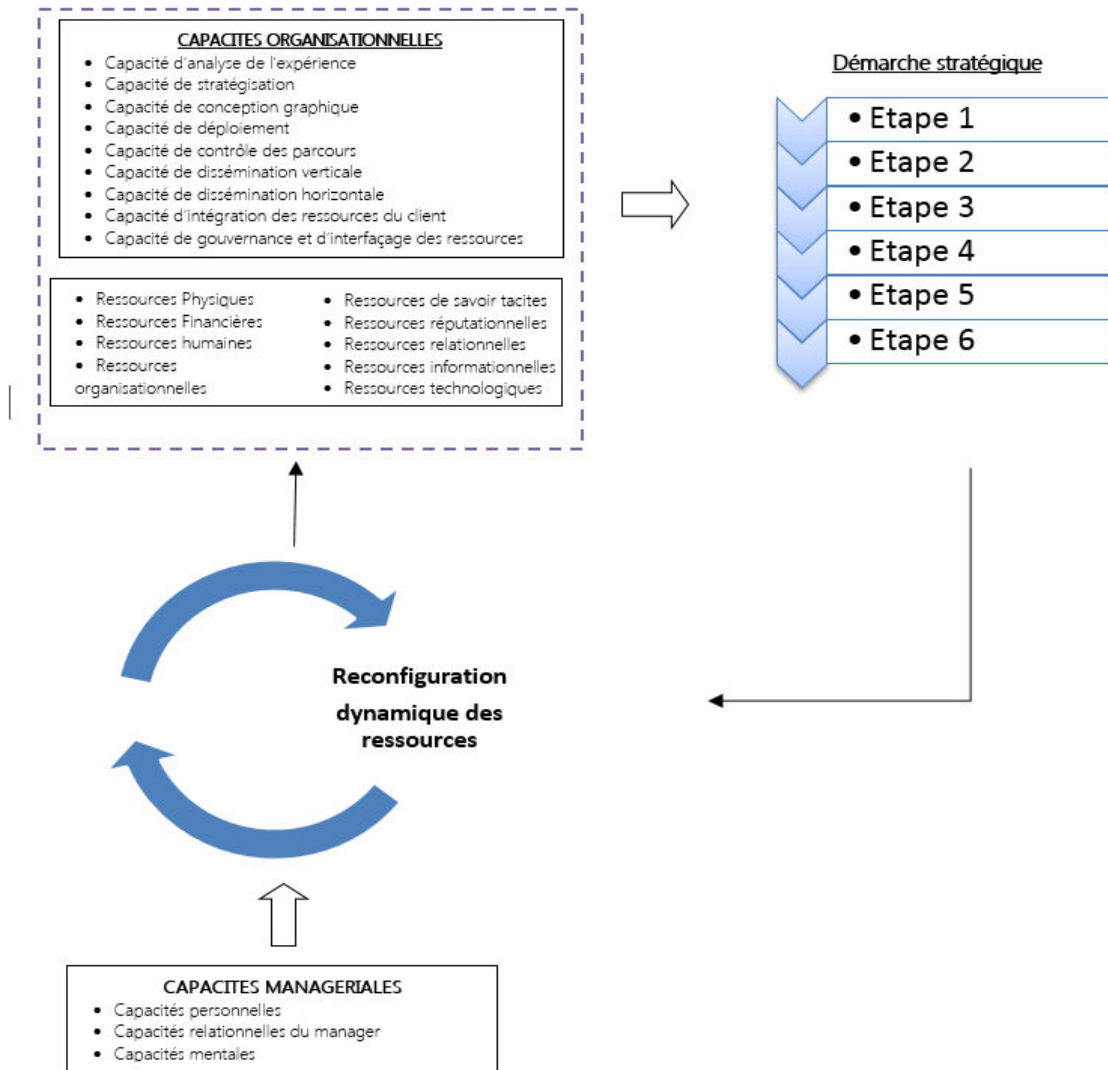 CAPACITES ORGANISATIONNELLES
• Capacité d'analyse de l'expérience
• Capacité de stratégisation
• Capacité de conception graphique
• Capacité de déploiement
• Capacité de contrôle des parcours
• Capacité de dissémination verticale
• Capacité de dissémination horizontale
• Capacité d'intégration des ressources du client
• Capacité de gouvernance et d'interfaçage des ressources
• Ressources Physiques
• Ressources Financières
• Ressources humaines
• Ressources
organisationnelles
• Ressources de savoir tacites
• Ressources réputationnelles
• Ressources relationnelles
• Ressources informationnelles
• Ressources technologiques
Démarche stratégique
• Etape 1
• Etape 2
• Etape 3
• Etape 4
• Etape 5
• Etape 6
Reconfiguration
dynamique des
ressources
CAPACITES MANAGERIALES
• Capacités personnelles
• Capacités relationnelles du manager
• Capacités mentales